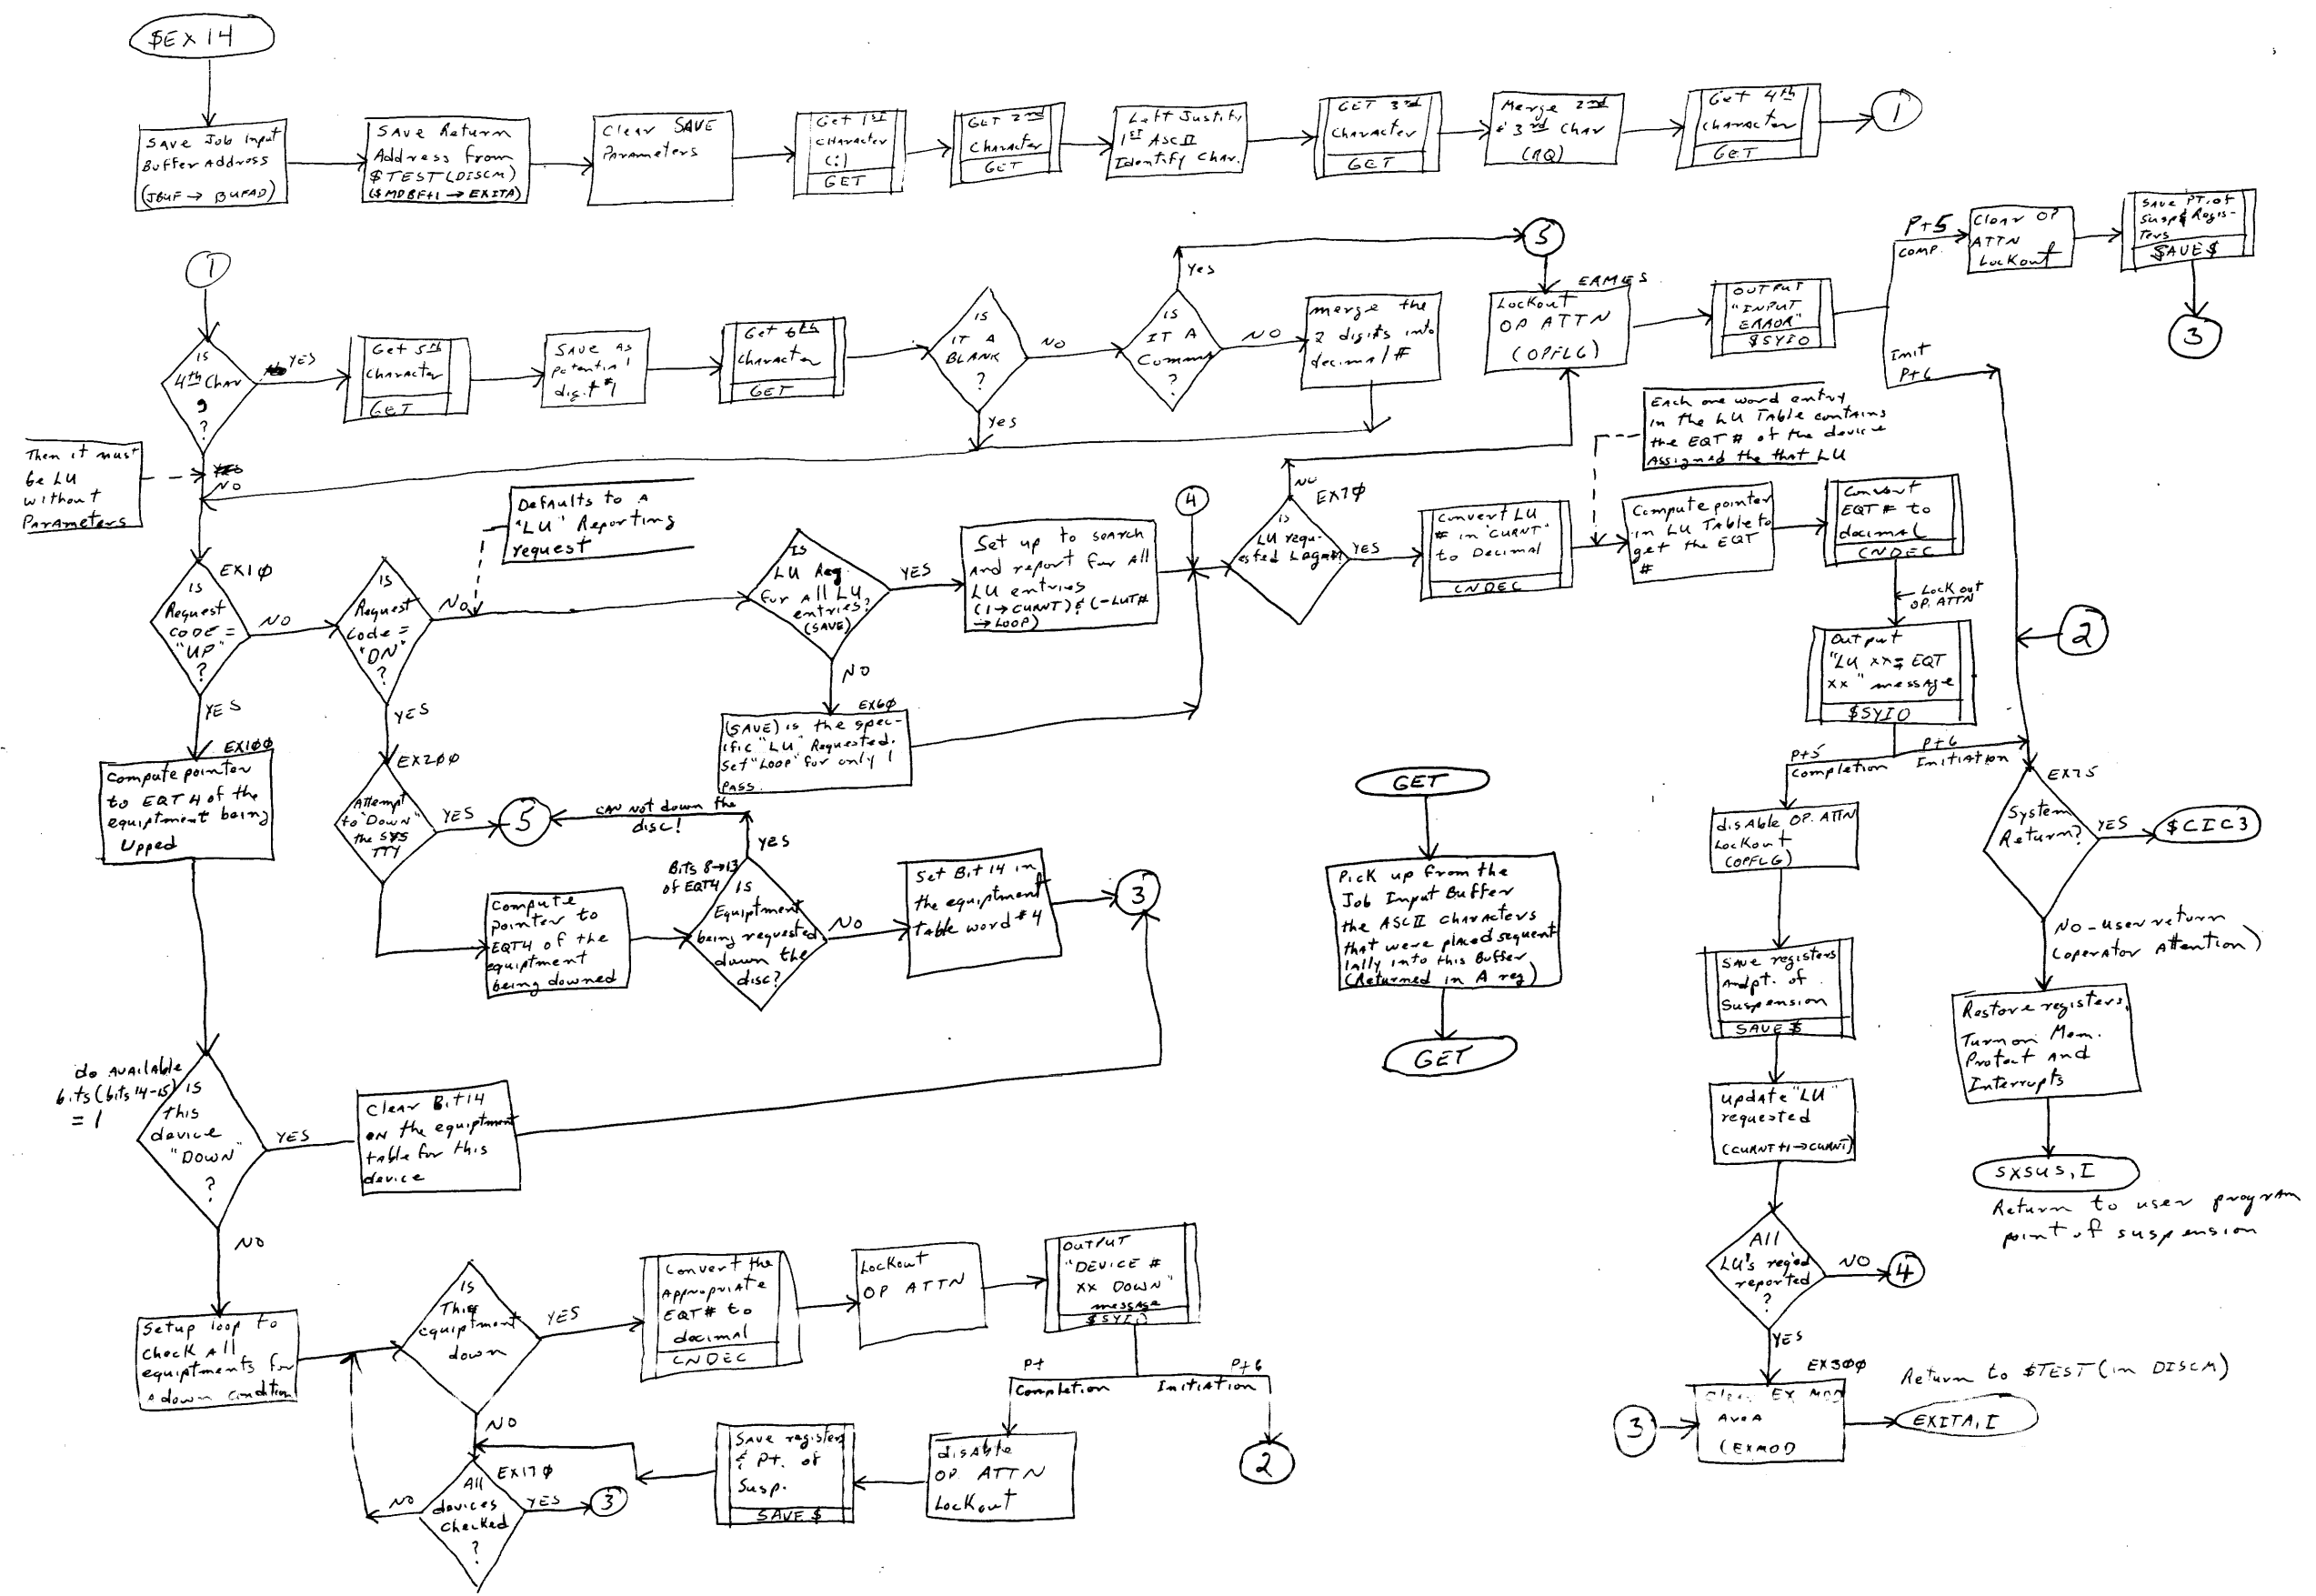 $EX14
Save Job Input
Buffer Address
(JBUF → BUFAD)
Save Return
Address from
$TEST (DISCM)
($MDBF+1 → EXITA)
Clear SAVE
Parameters
Get 1st
Character
(:)
GET
Get 2nd
Character
GET
Left Justify
1st ASCII
Identify Char.
GET 3rd
Character
GET
Merge 2nd
& 3rd Char
(RQ)
Get 4th
Character
GET
1
1
Is
4th Char
,
?
YES
Get 5th
Character
GET
Save As
potential
digit #1
Get 6th
Character
GET
IS
IT A
BLANK
?
NO
Yes
IS
IT A
Comma
?
Yes
NO
merge the
2 digits into
decimal #
5
ERMES
Lockout
OP ATTN
(OPFLG)
OUTPUT
"INPUT
ERROR"
$SYIO
P+5
COMP.
Clear OP
ATTN
Lockout
Save PT. of
Susp & Regis-
ters
$AVE$
3
Init
P+6
Then it must
be LU
without
Parameters
NO
Defaults to a
"LU" Reporting
request
Each one word entry
in the LU Table contains
the EQT # of the device
Assigned the that LU
EX10
IS
Request
CODE =
"UP"
?
NO
YES
IS
Request
Code =
"DN"
?
NO
YES
Is
LU Req.
for All LU
entries?
(SAVE)
YES
NO
Set up to search
And report for All
LU entries
(1→CURNT) & (-LUT#
→LOOP)
4
EX70
NO
is
LU requ-
ested
YES
Convert LU
# in "CURNT"
to Decimal
CNDEC
Compute pointer
in LU Table to
get the EQT
#
Convert
EQT # to
decimal
CNDEC
Lock out
OP. ATTN
Output
"LU xx = EQT
xx" message
$SYIO
2
P+5
Completion
P+6
Initiation
EX60
(SAVE) is the spec-
ific "LU" Requested.
Set "Loop" for only 1
Pass.
EX100
Compute pointer
to EQT4 of the
equiptment being
Upped
EX200
Attempt
to "Down"
the SYS
TTY
YES
5
CAN not down the
disc!
YES
Bits 8→13
of EQT4
IS
Equiptment
being requested
down the
disc?
NO
Compute
pointer to
EQT4 of the
equiptment
being downed
Set Bit 14 in
the equiptment
table word #4
3
GET
Pick up from the
Job Input Buffer
the ASCII characters
that were placed sequent
ially into this Buffer
(Returned in A reg)
GET
disable OP. ATTN
Lockout
(OPFLG)
EX75
System
Return?
YES
$CIC3
No - user return
(operator Attention)
Save registers
And pt. of
Suspension
SAVE$
Restore registers,
Turn on Mem.
Protect And
Interrupts
SXSUS,I
Return to user program
point of suspension
update "LU"
requested
(CURNT+1→CURNT)
do available
bits (bits 14-15)
= 1
IS
this
device
"DOWN"
?
YES
NO
Clear Bit 14
on the equiptment
table for this
device
All
LU's req'ed
reported
?
NO
4
YES
Setup loop to
Check All
equiptments for
a down condition
IS
This
equiptment
down
YES
NO
Convert the
Appropriate
EQT # to
decimal
CNDEC
Lockout
OP ATTN
OUTPUT
"DEVICE #
XX DOWN"
message
$SYIO
P+
Completion
P+6
Initiation
2
disable
OP. ATTN
Lockout
Save registers
& Pt. of
Susp.
SAVE$
EX170
All
devices
Checked
?
NO
YES
3
EX300
Return to $TEST (in DISCM)
3
Clear EX MOD
Area
(EXMOD
EXITA,I